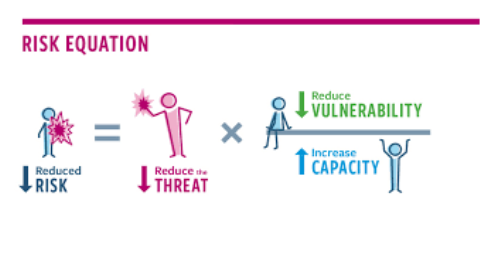 RISK EQUATION
Reduced
RISK
=
Reduce the
THREAT
×
Reduce
VULNERABILITY
Increase
CAPACITY